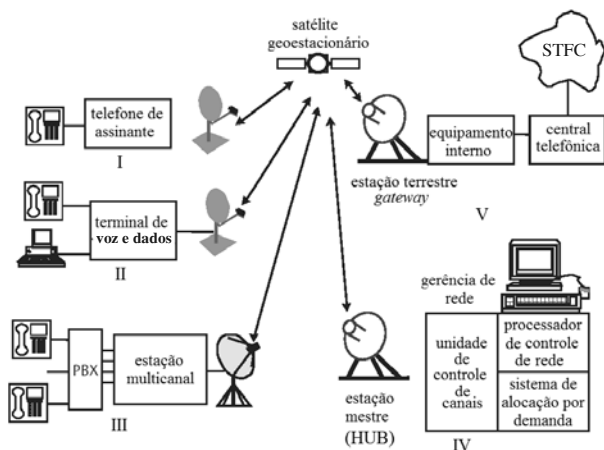 satélite
geoestacionário
STFC
telefone de
assinante
I
equipamento
interno
central
telefônica
estação terrestre
gateway
V
terminal de
voz e dados
II
gerência de
rede
PBX
estação
multicanal
III
estação
mestre
(HUB)
unidade
de
controle
de
canais
processador
de controle
de rede
sistema de
alocação por
demanda
IV